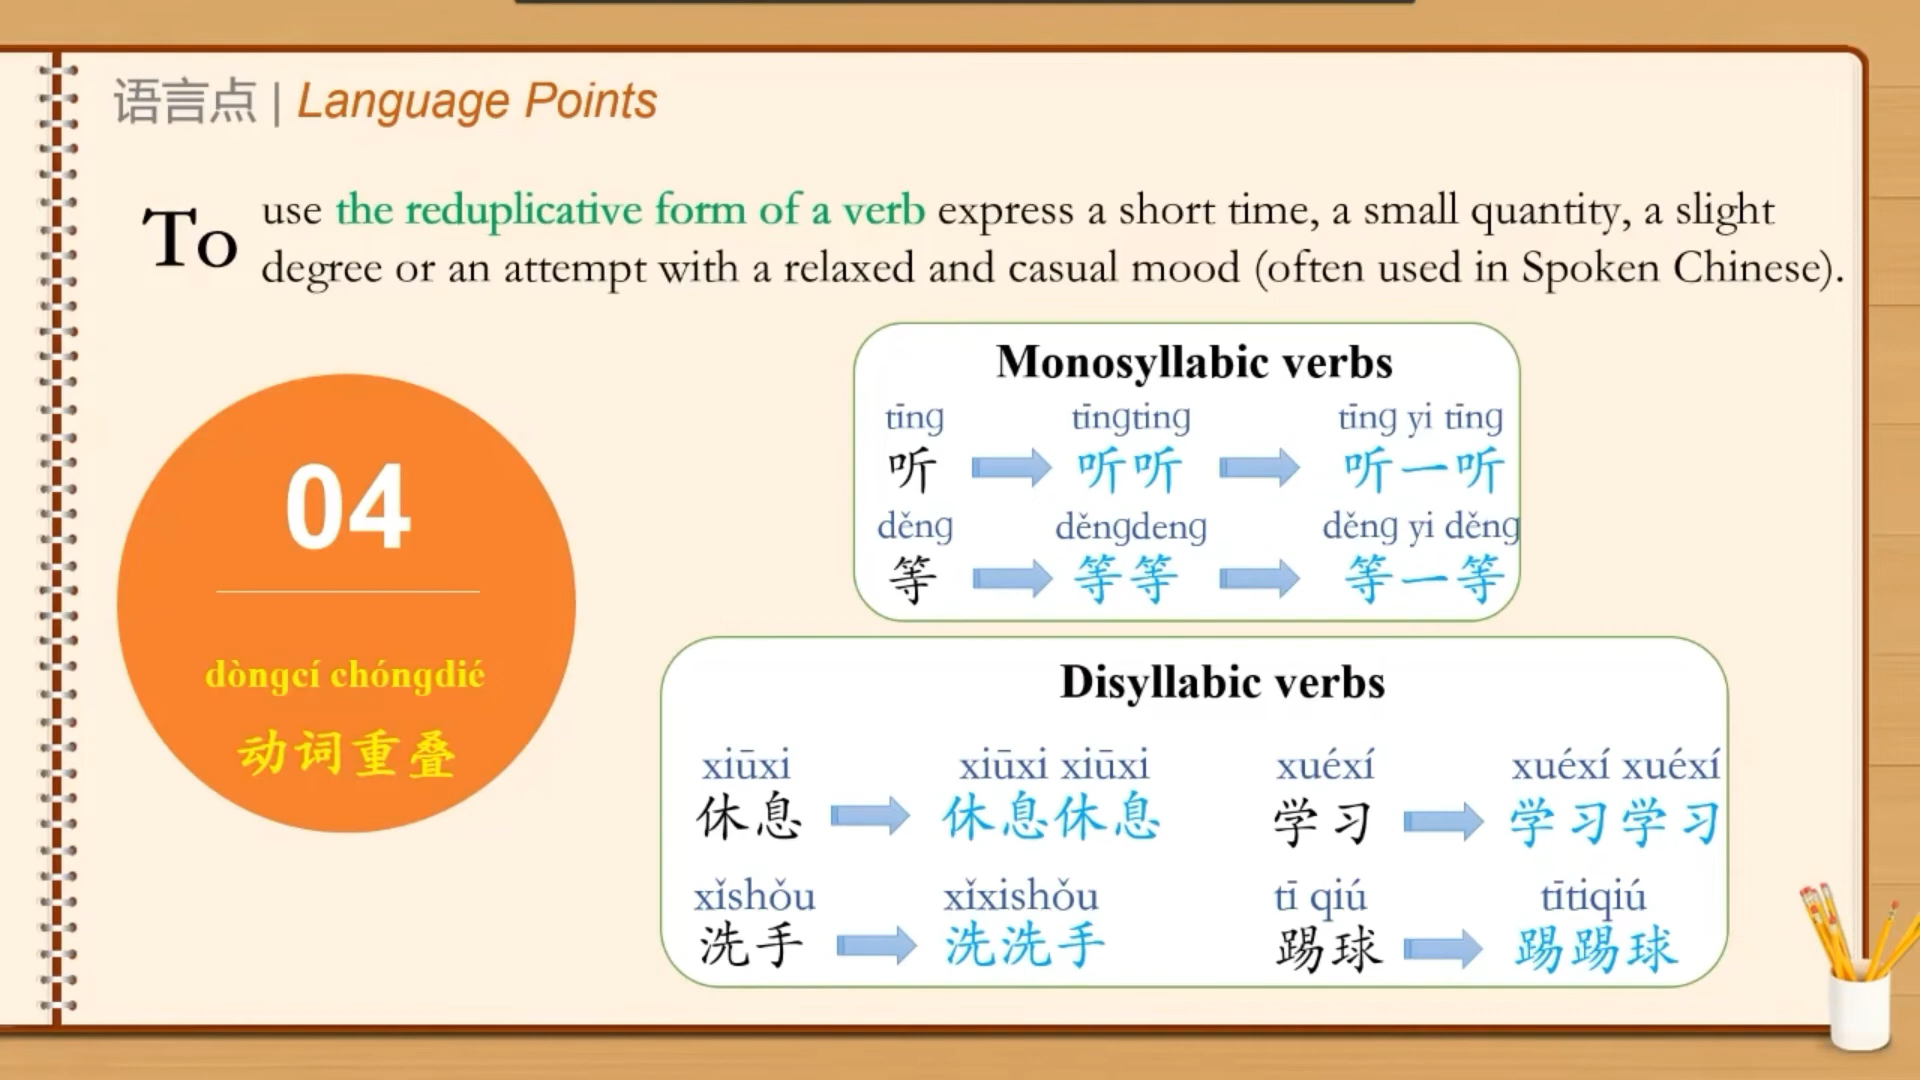 语言点 | Language Points
To use the reduplicative form of a verb express a short time, a small quantity, a slight
degree or an attempt with a relaxed and casual mood (often used in Spoken Chinese).
04
dòngcí chóngdié
动词重叠
Monosyllabic verbs
tīng tīngting tīng yi tīng
听 听听 听一听
děng děngdeng děng yi děng
等 等等 等一等
Disyllabic verbs
xiūxi xiūxi xiūxi xuéxí xuéxí xuéxí
休息 休息休息 学习 学习学习
xǐshǒu xǐxishǒu tī qiú tītiqiú
洗手 洗洗手 踢球 踢踢球